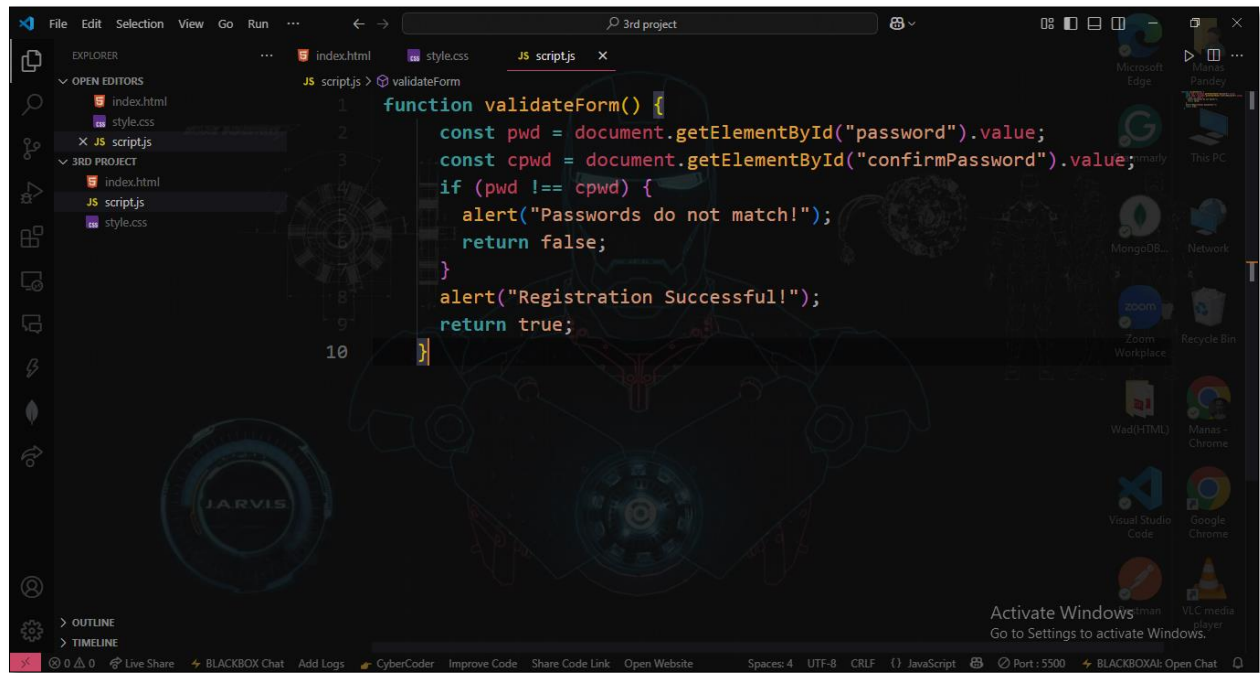 File Edit Selection View Go Run ··· 3rd project
EXPLORER ···
OPEN EDITORS
index.html
style.css
JS script.js
3RD PROJECT
index.html
JS script.js
style.css
OUTLINE
TIMELINE
index.html style.css JS script.js
JS script.js > validateForm
1 function validateForm() {
2 const pwd = document.getElementById("password").value;
3 const cpwd = document.getElementById("confirmPassword").value;
4 if (pwd !== cpwd) {
5 alert("Passwords do not match!");
6 return false;
7 }
8 alert("Registration Successful!");
9 return true;
10 }
JARVIS
Microsoft Edge
Manas Pandey
This PC
MongoDB...
Network
zoom
Zoom Workplace
Recycle Bin
Wad(HTML)
Manas - Chrome
Visual Studio Code
Google Chrome
VLC media player
Activate Windows
Go to Settings to activate Windows.
0 0 Live Share BLACKBOX Chat Add Logs CyberCoder Improve Code Share Code Link Open Website Spaces: 4 UTF-8 CRLF {} JavaScript Port : 5500 BLACKBOXAI: Open Chat